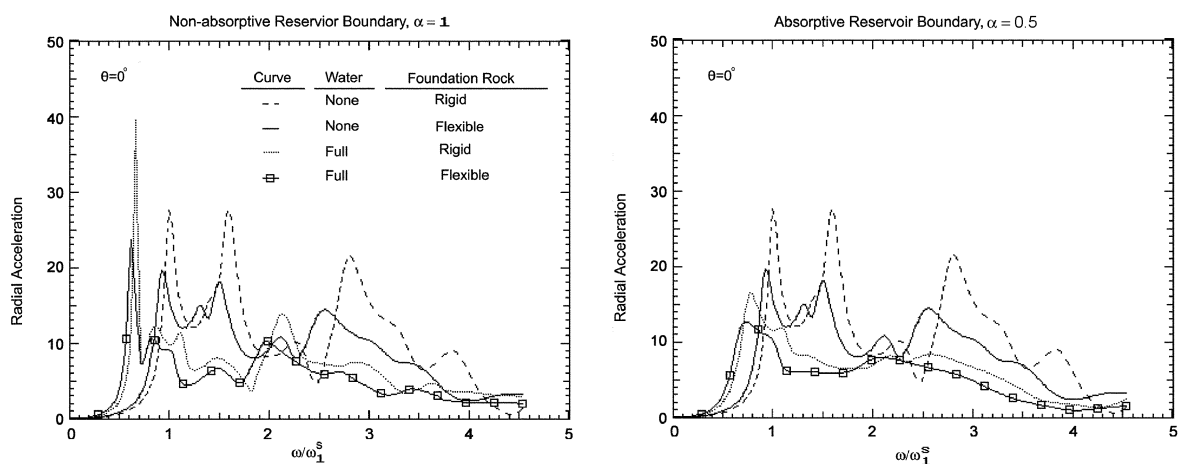 Non-absorptive Reservior Boundary, α = 1
50
40
30
20
10
0
Radial Acceleration
θ=0°
Curve Water Foundation Rock
None Rigid
None Flexible
Full Rigid
Full Flexible
0 1 2 3 4 5
ω/ω₁ˢ
Absorptive Reservoir Boundary, α = 0.5
50
40
30
20
10
0
Radial Acceleration
θ=0°
0 1 2 3 4 5
ω/ω₁ˢ